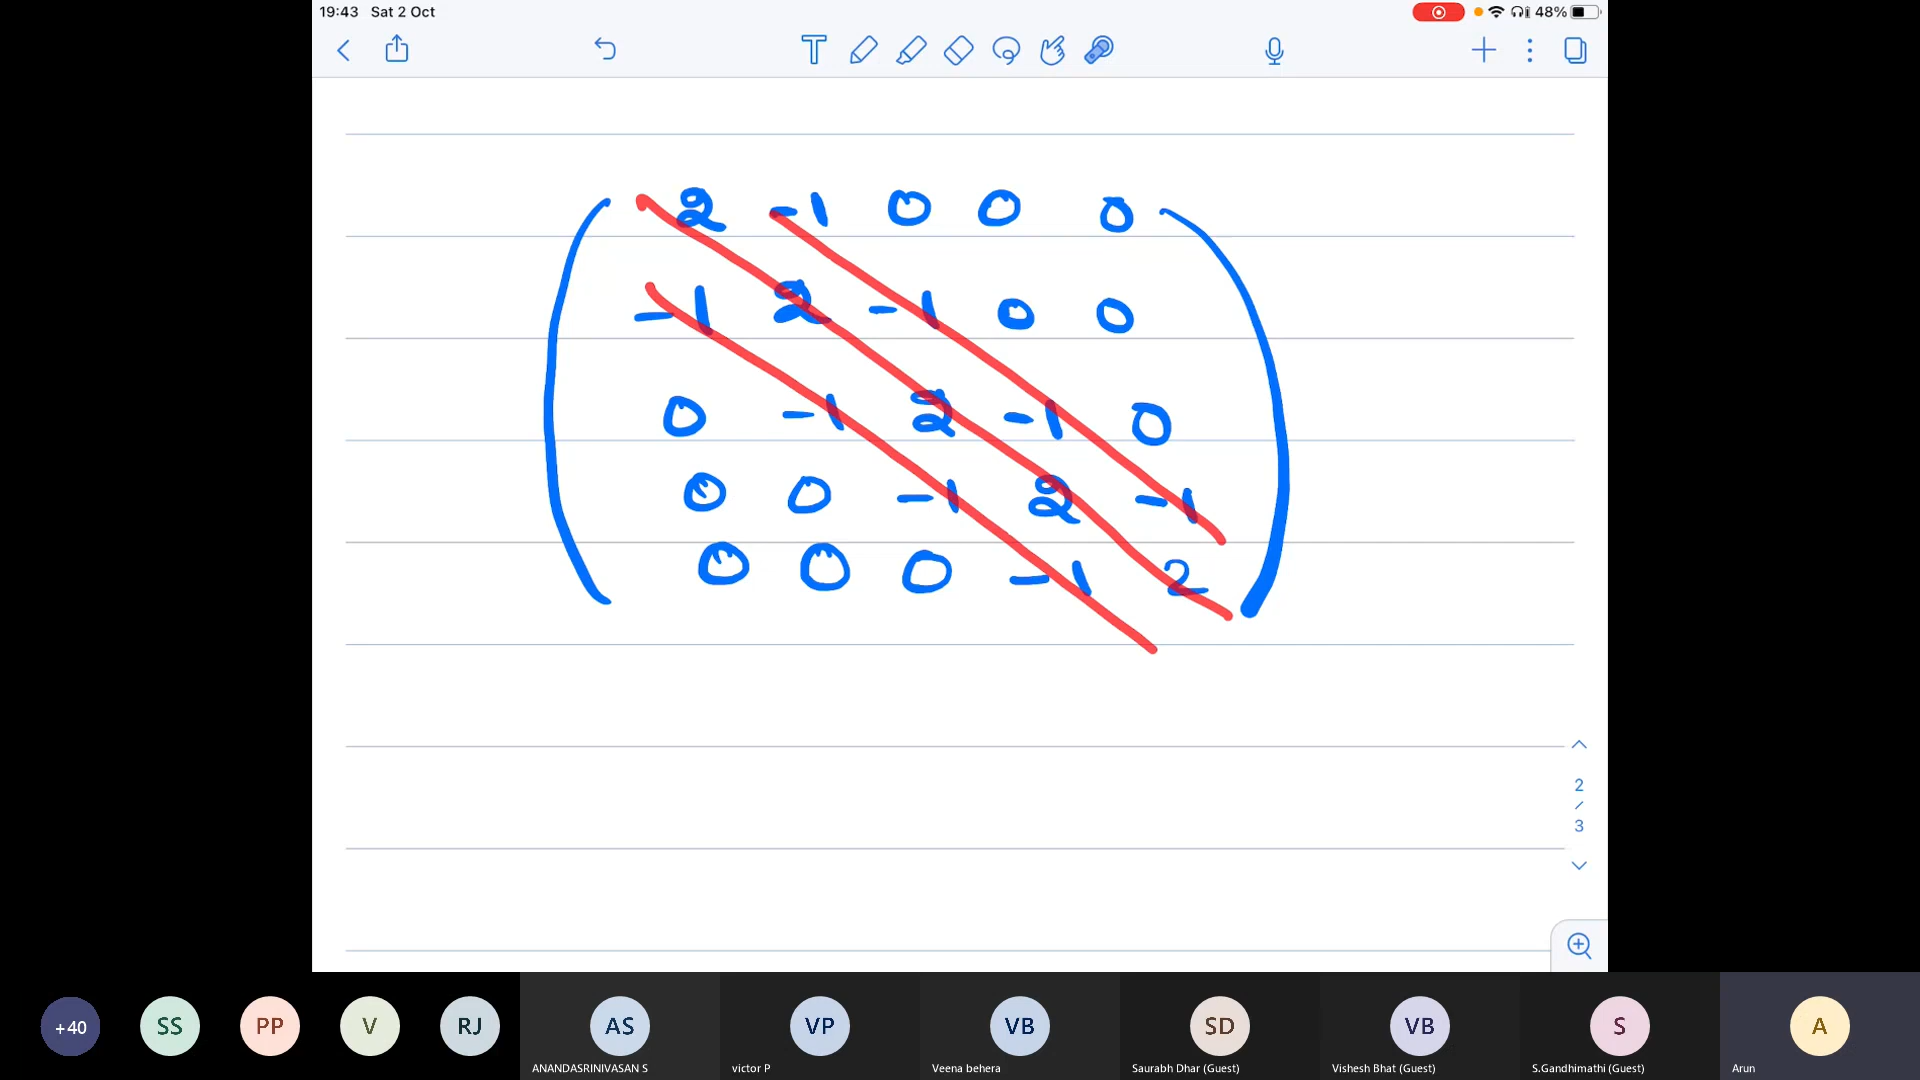 19:43 Sat 2 Oct 48%
T
2 -1 0 0 0
-1 2 -1 0 0
0 -1 2 -1 0
0 0 -1 2 -1
0 0 0 -1 2
2
/
3
+40 SS PP V RJ AS VP VB SD VB S A
ANANDASRINIVASAN S victor P Veena behera Saurabh Dhar (Guest) Vishesh Bhat (Guest) S.Gandhimathi (Guest) Arun